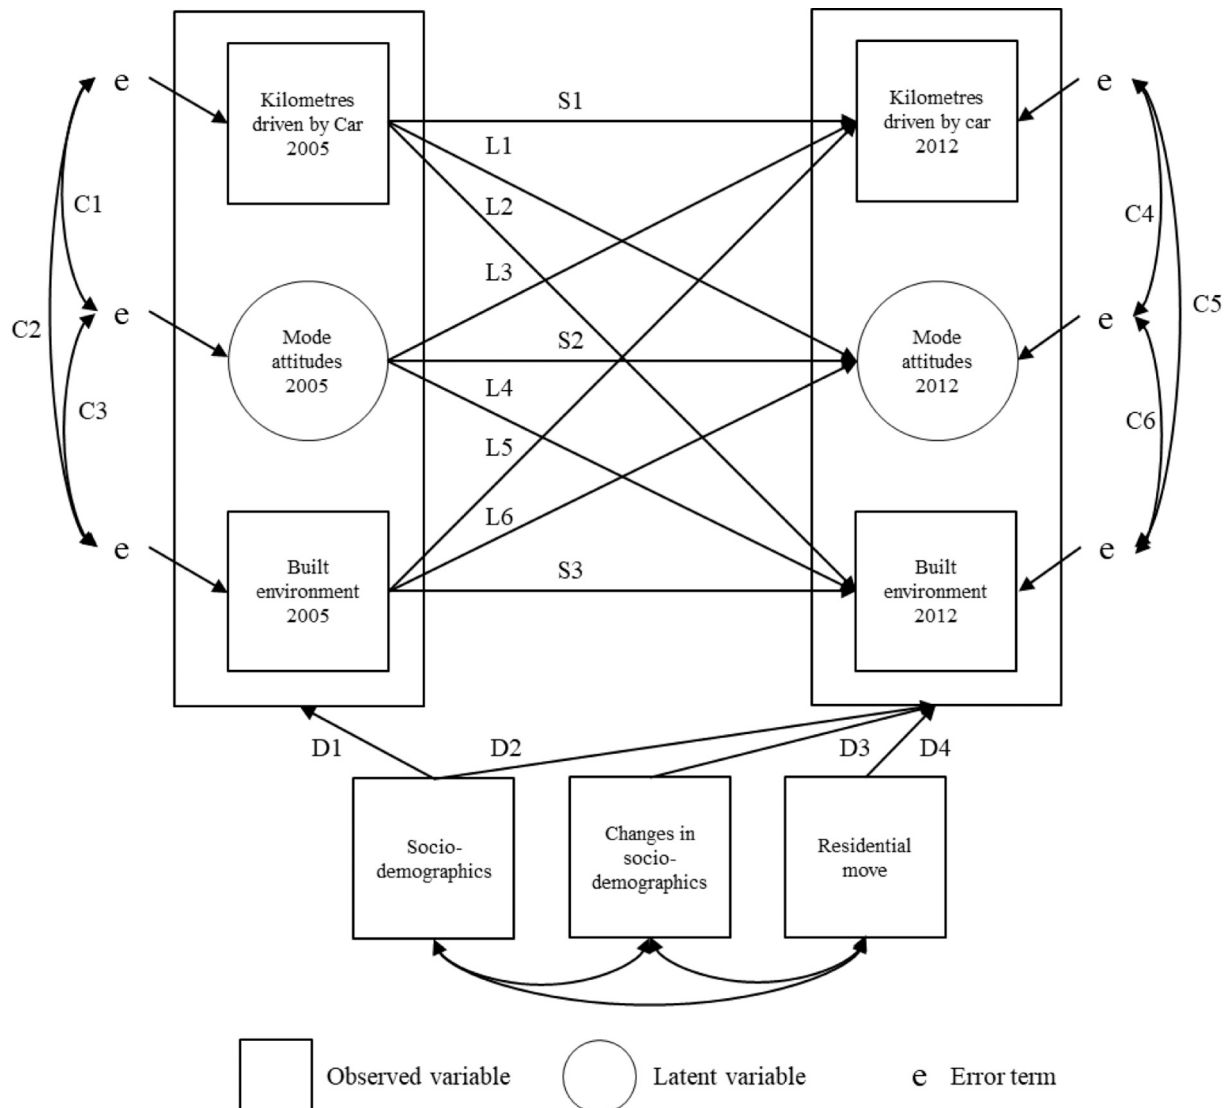 e
Kilometres
driven by Car
2005
S1
Kilometres
driven by car
2012
e
L1
C1
L2
C4
L3
e
Mode
attitudes
2005
C2
S2
Mode
attitudes
2012
e
C5
L4
C3
L5
C6
L6
e
Built
environment
2005
S3
Built
environment
2012
e
D1
D2
D3
D4
Socio-
demographics
Changes in
socio-
demographics
Residential
move
Observed variable
Latent variable
e Error term